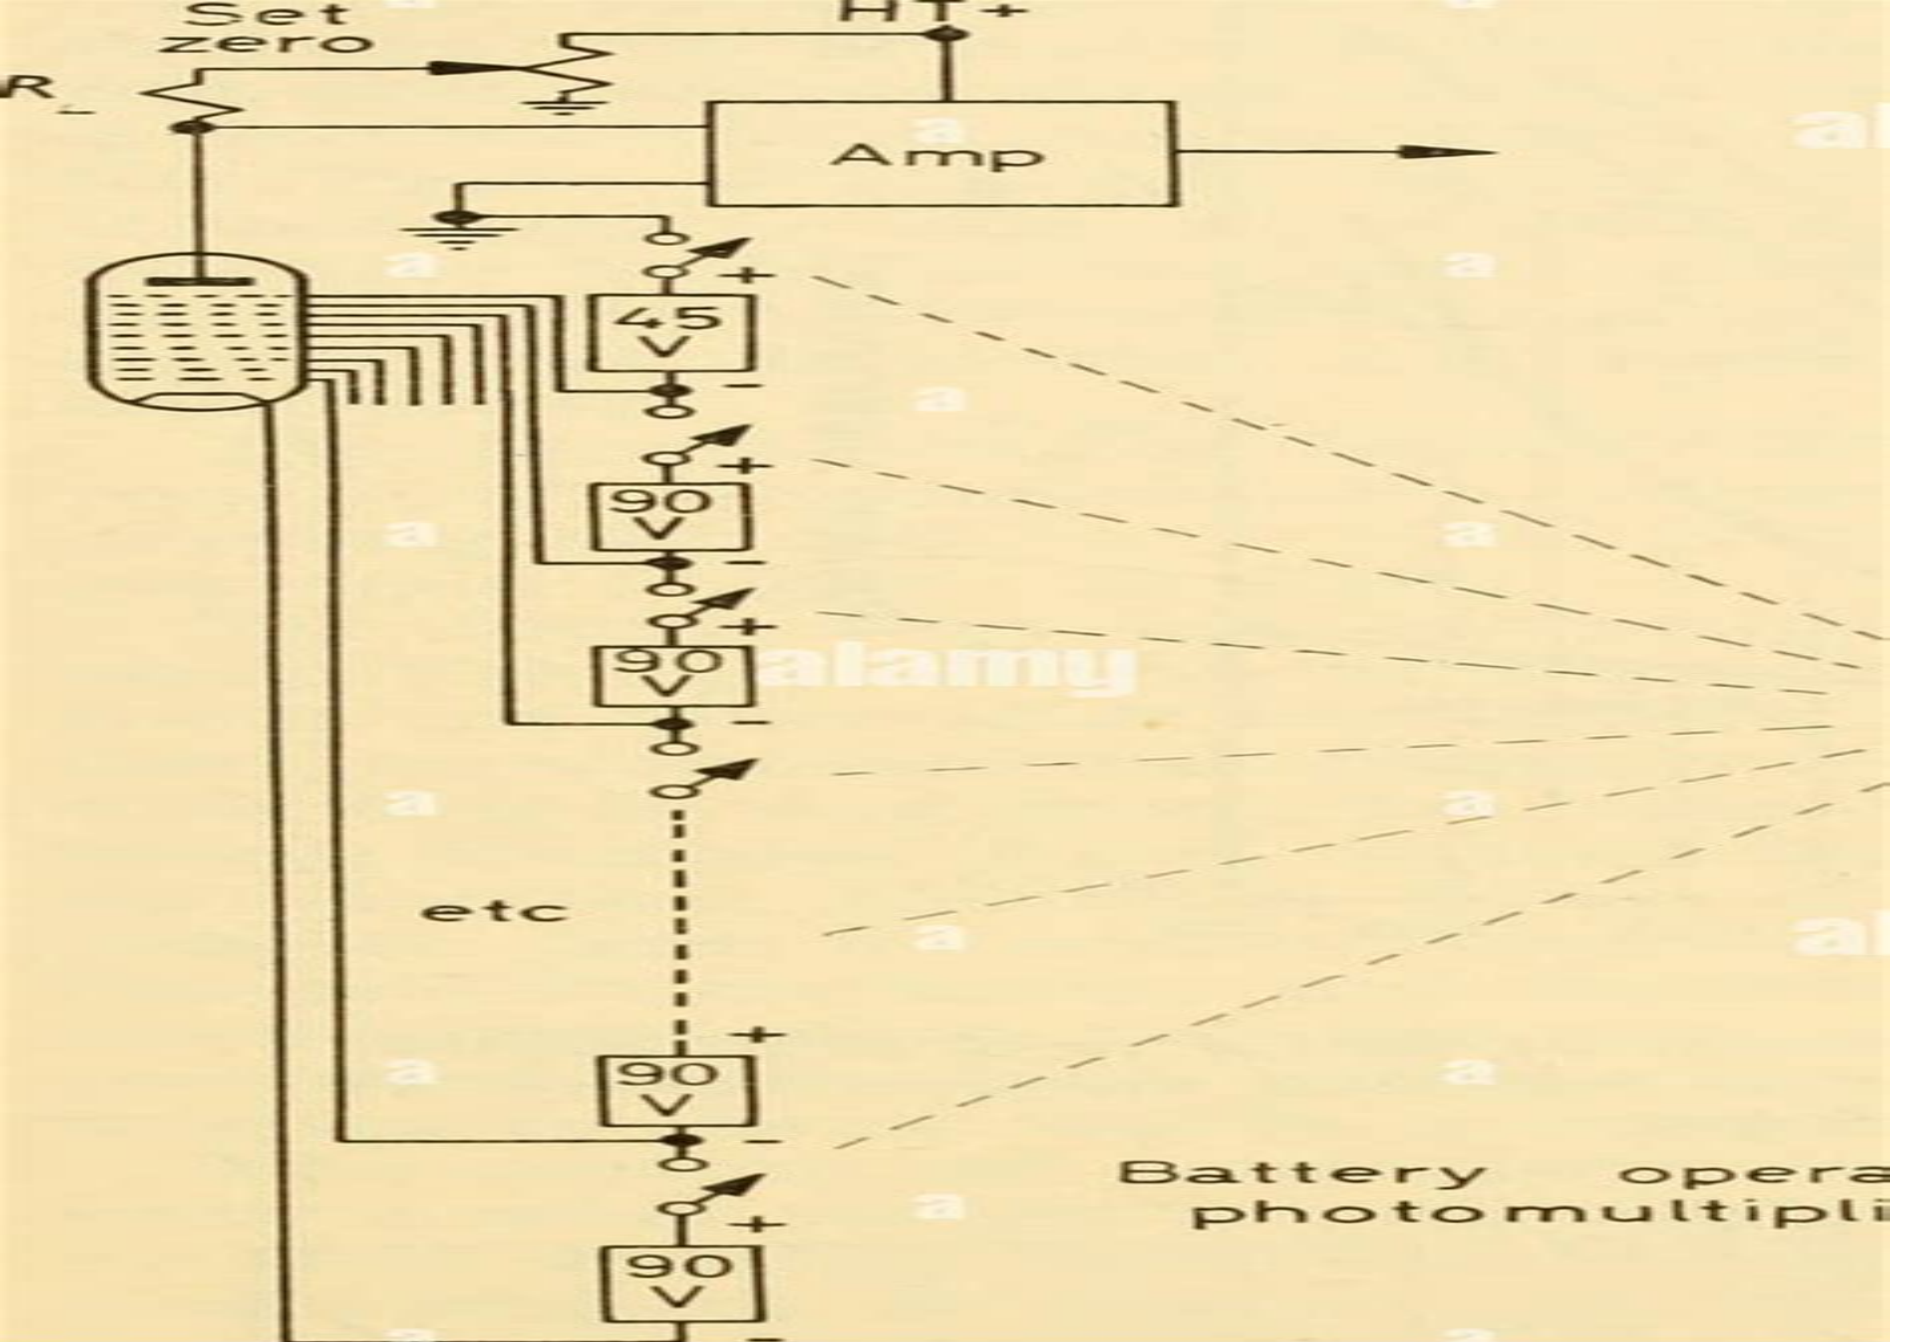 Set
zero
HT+
R
Amp
+
45
V
-
+
90
V
-
+
90
V
alamy
-
etc
+
90
V
-
+
90
V
-
Battery opera
photomultipli